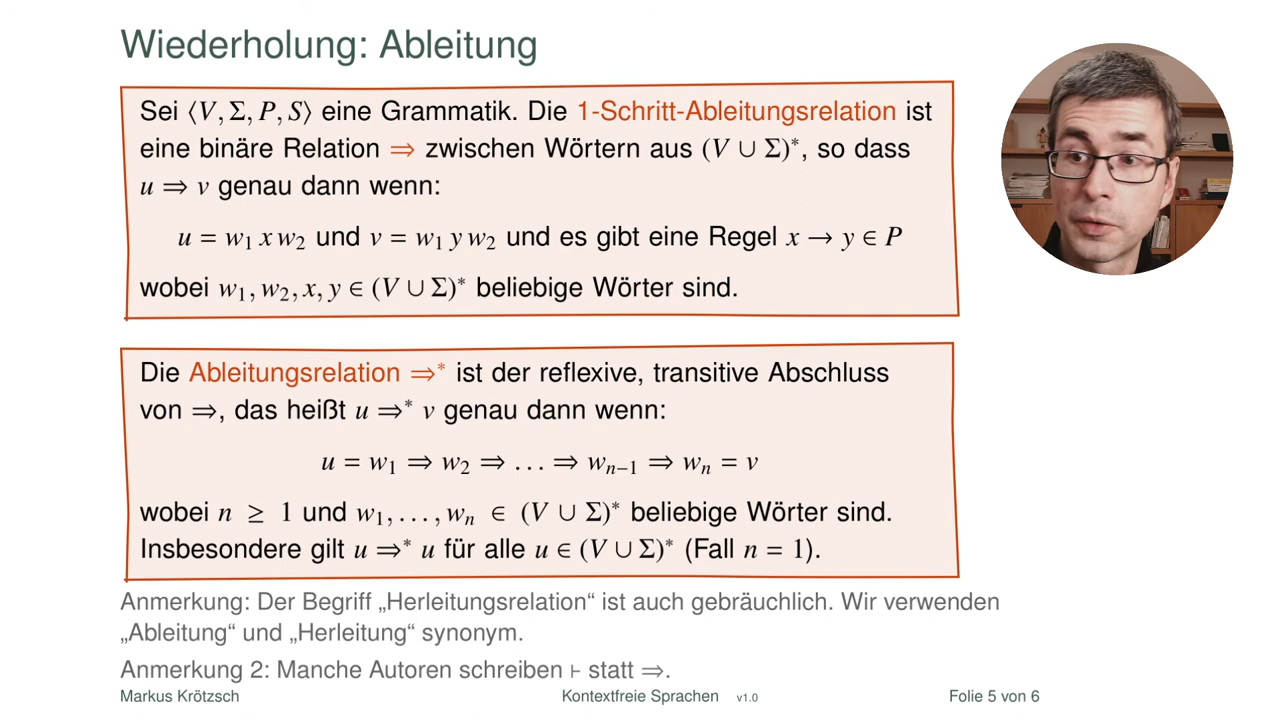 Wiederholung: Ableitung
Sei ⟨V, Σ, P, S⟩ eine Grammatik. Die 1-Schritt-Ableitungsrelation ist
eine binäre Relation ⇒ zwischen Wörtern aus (V ∪ Σ)*, so dass
u ⇒ v genau dann wenn:
u = w₁ x w₂ und v = w₁ y w₂ und es gibt eine Regel x → y ∈ P
wobei w₁, w₂, x, y ∈ (V ∪ Σ)* beliebige Wörter sind.
Die Ableitungsrelation ⇒* ist der reflexive, transitive Abschluss
von ⇒, das heißt u ⇒* v genau dann wenn:
u = w₁ ⇒ w₂ ⇒ . . . ⇒ wₙ₋₁ ⇒ wₙ = v
wobei n ≥ 1 und w₁, . . . , wₙ ∈ (V ∪ Σ)* beliebige Wörter sind.
Insbesondere gilt u ⇒* u für alle u ∈ (V ∪ Σ)* (Fall n = 1).
Anmerkung: Der Begriff „Herleitungsrelation“ ist auch gebräuchlich. Wir verwenden
„Ableitung“ und „Herleitung“ synonym.
Anmerkung 2: Manche Autoren schreiben ⊢ statt ⇒.
Markus Krötzsch Kontextfreie Sprachen v1.0 Folie 5 von 6